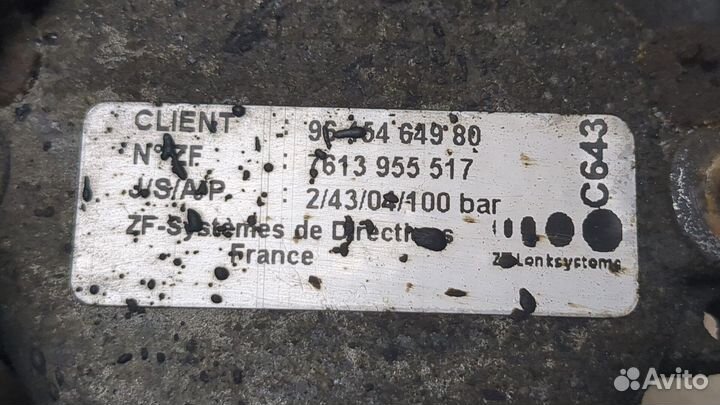 CLIENT : 96 454 649 80
N° ZF : 7613 955 517
J/S/A/P : 2/43/04/100 bar
ZF-Systèmes de Directions
France
C643
ZF Lenksysteme
Avito